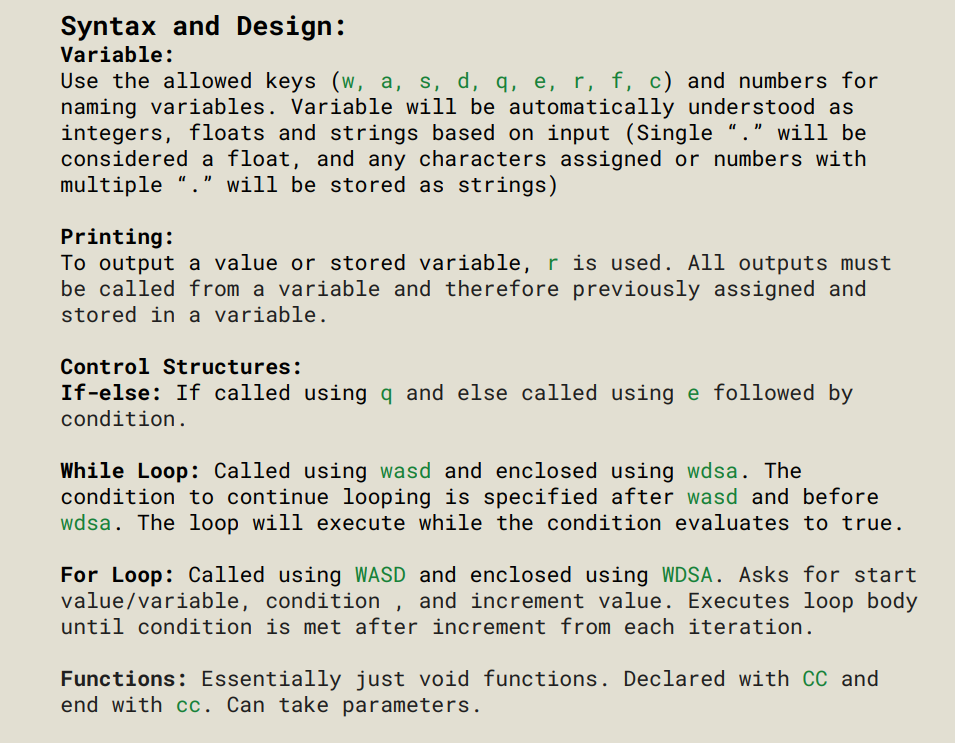 Syntax and Design:
Variable:
Use the allowed keys (w, a, s, d, q, e, r, f, c) and numbers for
naming variables. Variable will be automatically understood as
integers, floats and strings based on input (Single “.” will be
considered a float, and any characters assigned or numbers with
multiple “.” will be stored as strings)
Printing:
To output a value or stored variable, r is used. All outputs must
be called from a variable and therefore previously assigned and
stored in a variable.
Control Structures:
If-else: If called using q and else called using e followed by
condition.
While Loop: Called using wasd and enclosed using wdsa. The
condition to continue looping is specified after wasd and before
wdsa. The loop will execute while the condition evaluates to true.
For Loop: Called using WASD and enclosed using WDSA. Asks for start
value/variable, condition , and increment value. Executes loop body
until condition is met after increment from each iteration.
Functions: Essentially just void functions. Declared with CC and
end with cc. Can take parameters.